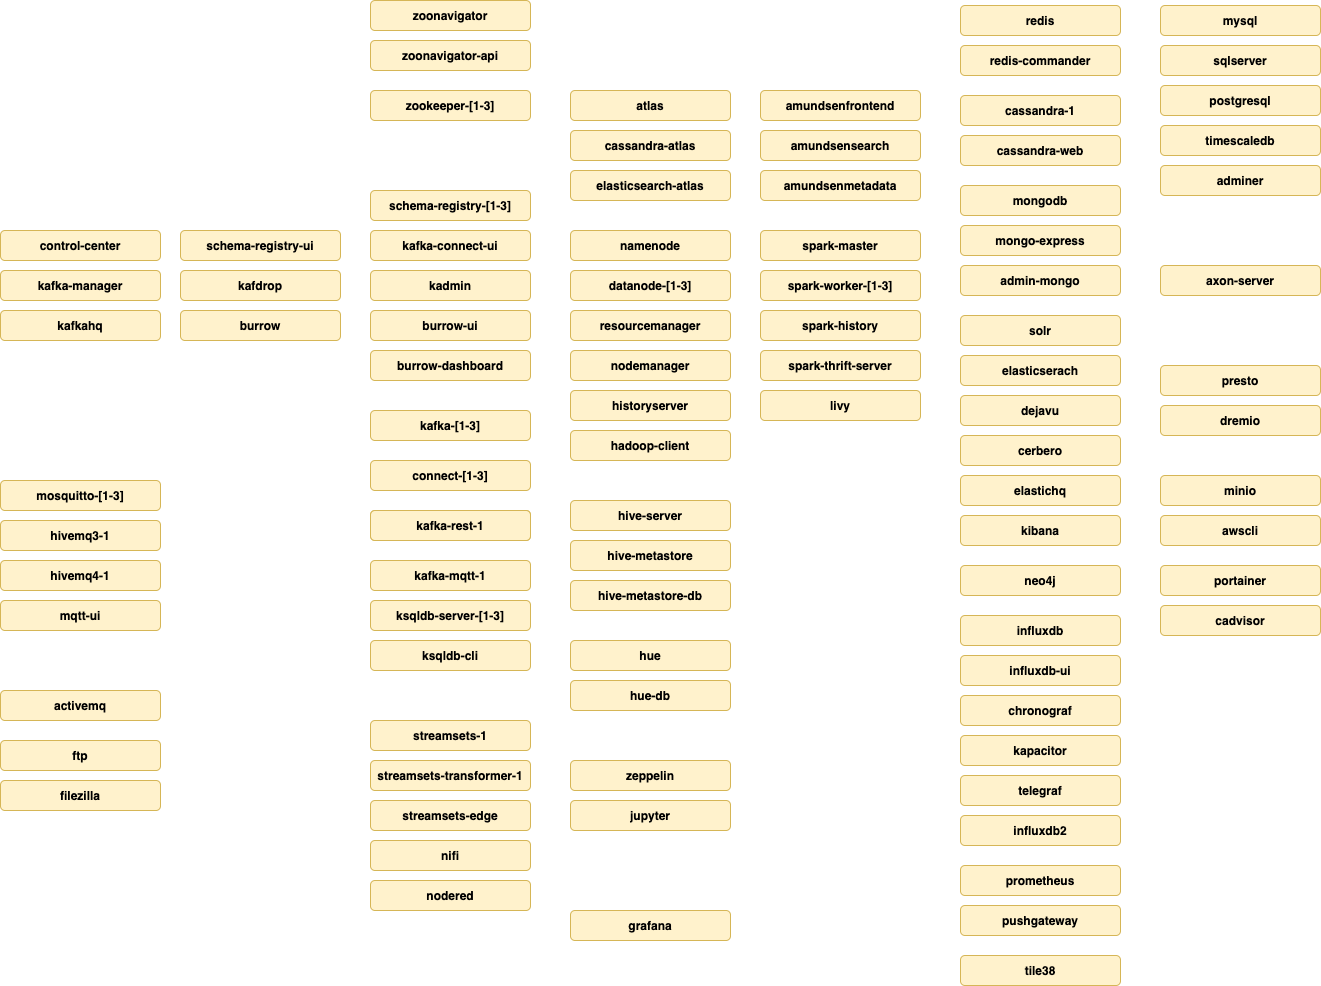 control-center
kafka-manager
kafkahq
mosquitto-[1-3]
hivemq3-1
hivemq4-1
mqtt-ui
activemq
ftp
filezilla
schema-registry-ui
kafdrop
burrow
zoonavigator
zoonavigator-api
zookeeper-[1-3]
schema-registry-[1-3]
kafka-connect-ui
kadmin
burrow-ui
burrow-dashboard
kafka-[1-3]
connect-[1-3]
kafka-rest-1
kafka-mqtt-1
ksqldb-server-[1-3]
ksqldb-cli
streamsets-1
streamsets-transformer-1
streamsets-edge
nifi
nodered
atlas
cassandra-atlas
elasticsearch-atlas
namenode
datanode-[1-3]
resourcemanager
nodemanager
historyserver
hadoop-client
hive-server
hive-metastore
hive-metastore-db
hue
hue-db
zeppelin
jupyter
grafana
amundsenfrontend
amundsensearch
amundsenmetadata
spark-master
spark-worker-[1-3]
spark-history
spark-thrift-server
livy
redis
redis-commander
cassandra-1
cassandra-web
mongodb
mongo-express
admin-mongo
solr
elasticserach
dejavu
cerbero
elastichq
kibana
neo4j
influxdb
influxdb-ui
chronograf
kapacitor
telegraf
influxdb2
prometheus
pushgateway
tile38
mysql
sqlserver
postgresql
timescaledb
adminer
axon-server
presto
dremio
minio
awscli
portainer
cadvisor